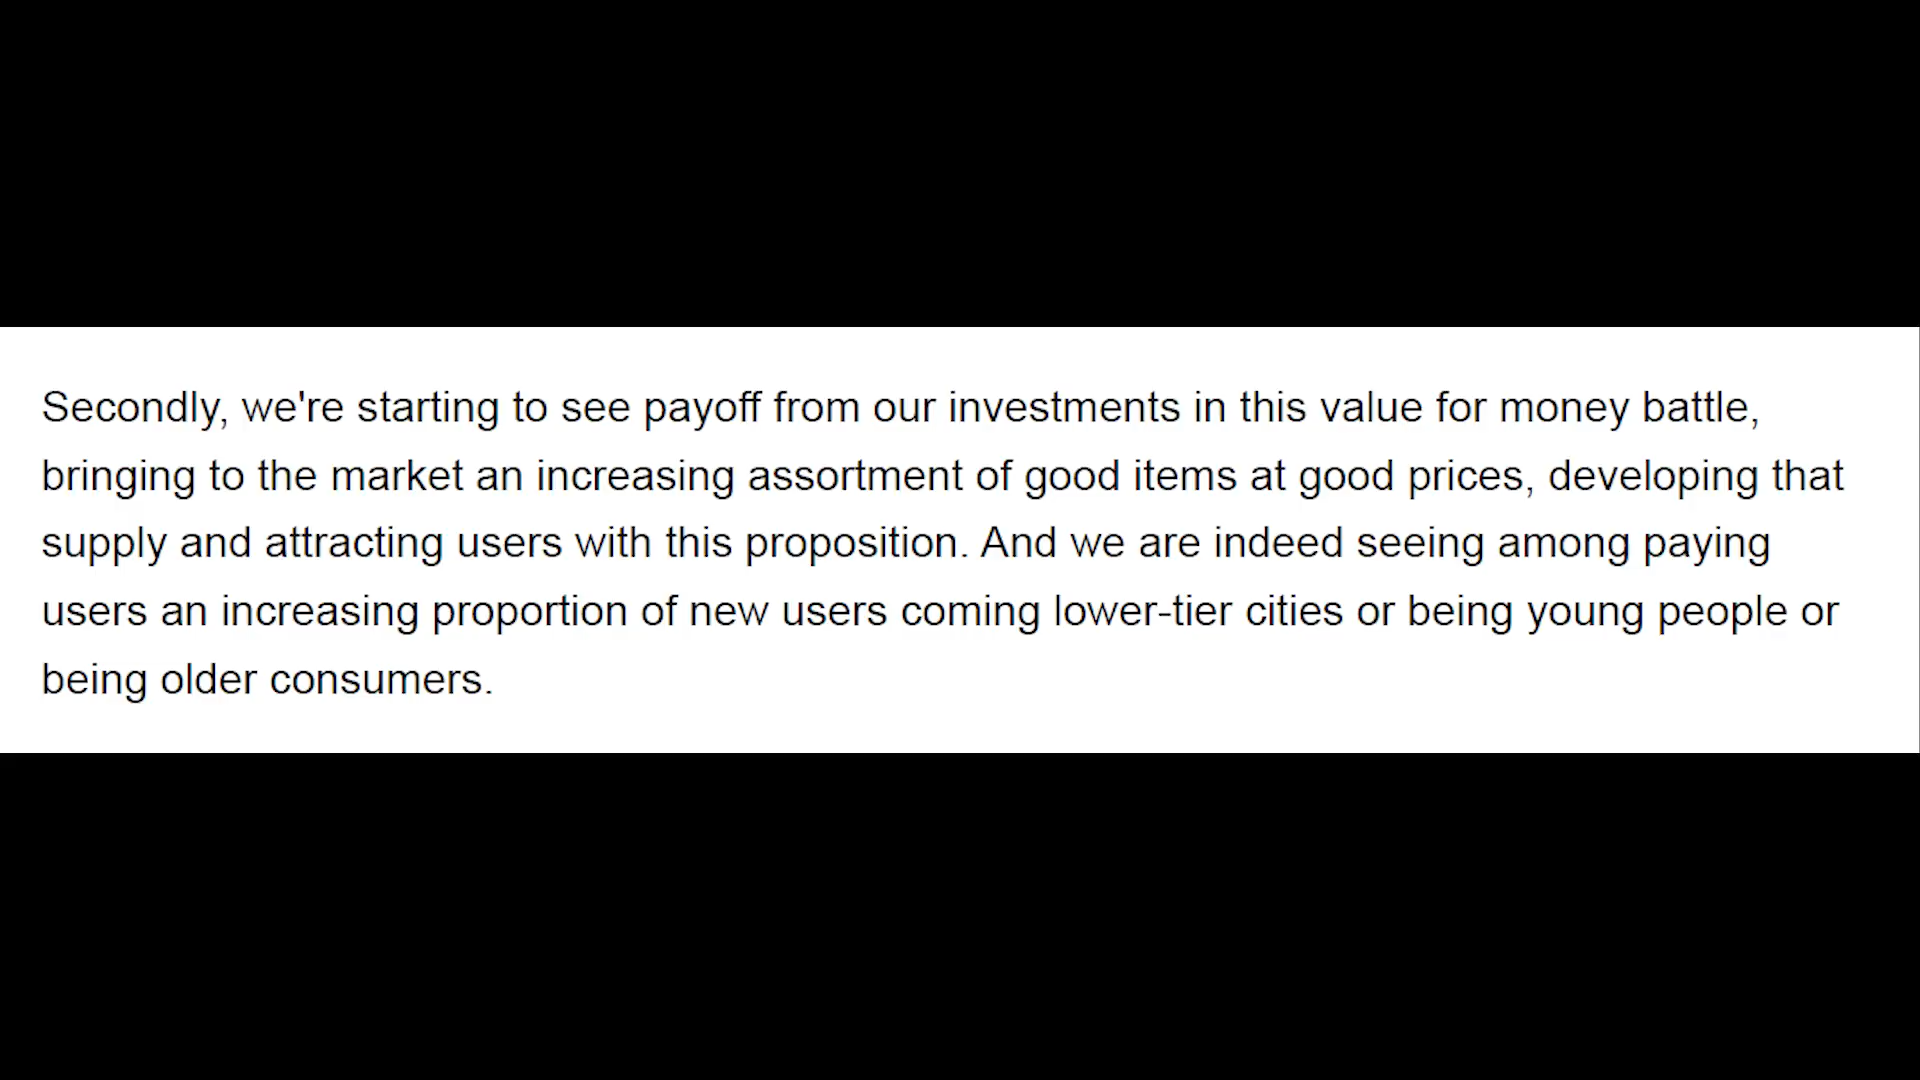 Secondly, we're starting to see payoff from our investments in this value for money battle,
bringing to the market an increasing assortment of good items at good prices, developing that
supply and attracting users with this proposition. And we are indeed seeing among paying
users an increasing proportion of new users coming lower-tier cities or being young people or
being older consumers.